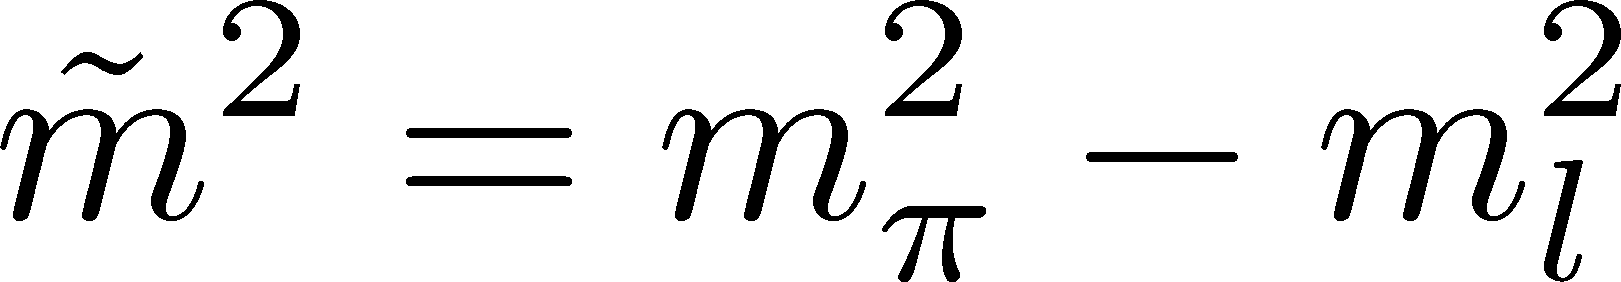 m̃² = m_π² − m_l²